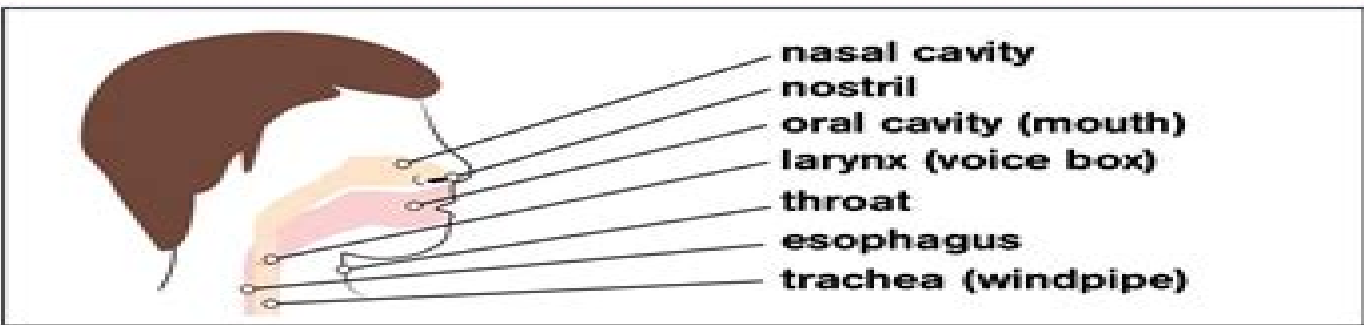 nasal cavity
nostril
oral cavity (mouth)
larynx (voice box)
throat
esophagus
trachea (windpipe)